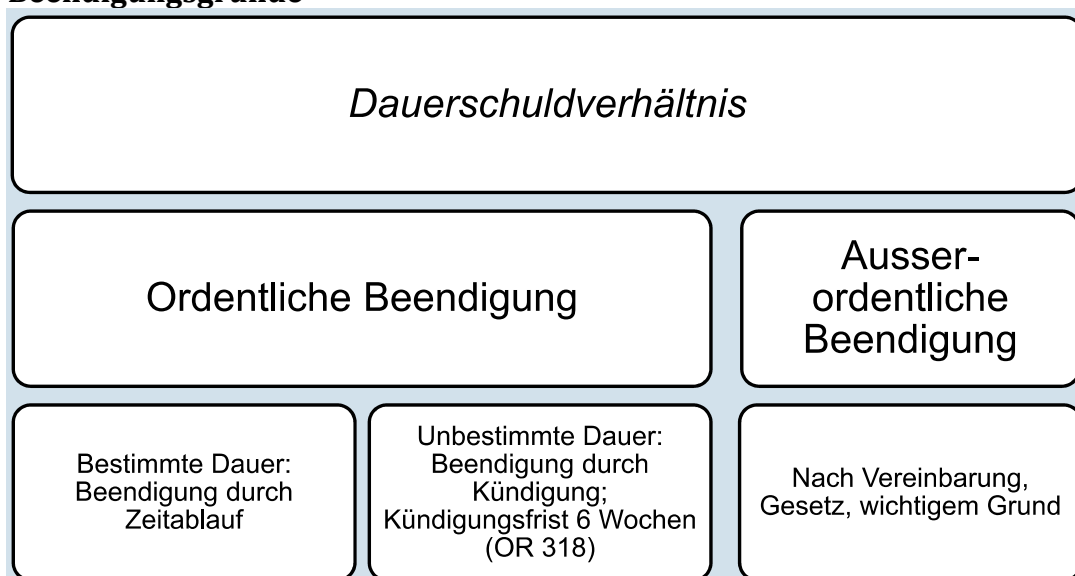 Beendigungsgründe
Dauerschuldverhältnis
Ordentliche Beendigung
Ausser-
ordentliche
Beendigung
Bestimmte Dauer:
Beendigung durch
Zeitablauf
Unbestimmte Dauer:
Beendigung durch
Kündigung;
Kündigungsfrist 6 Wochen
(OR 318)
Nach Vereinbarung,
Gesetz, wichtigem Grund